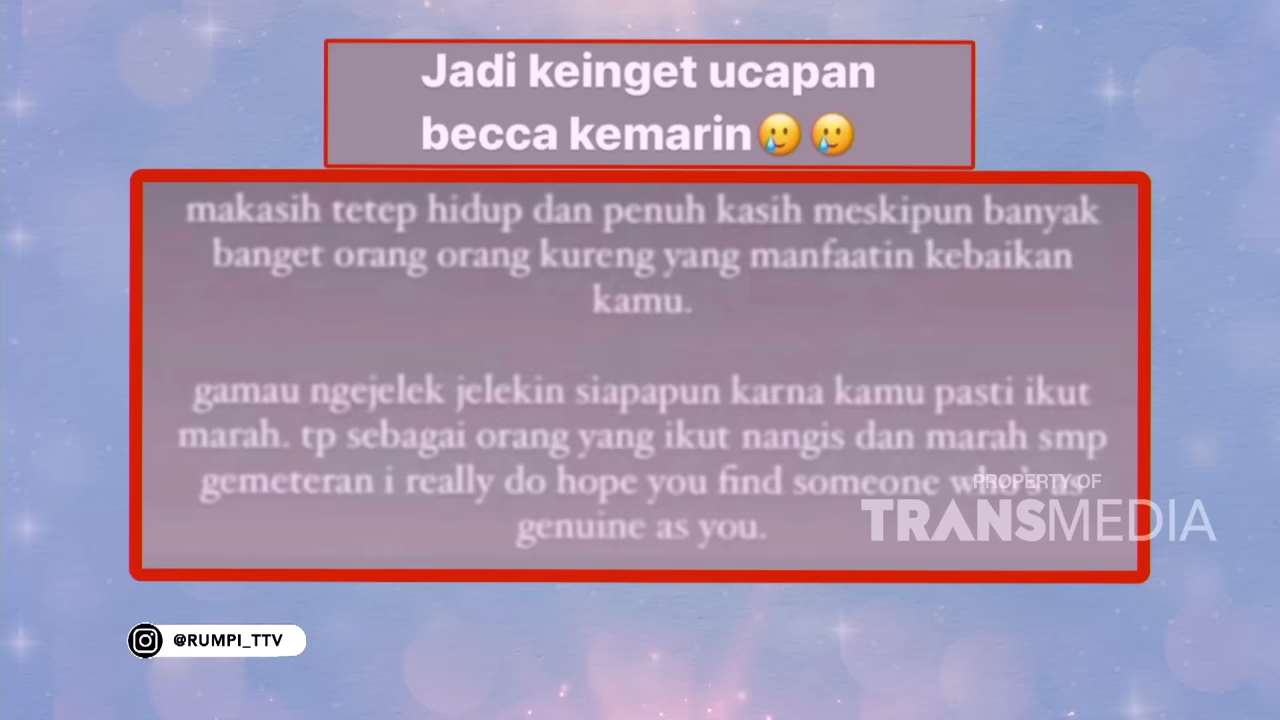 Jadi keinget ucapan
becca kemarin🥲🥲
makasih tetep hidup dan penuh kasih meskipun banyak
banget orang orang kureng yang manfaatin kebaikan
kamu.
gamau ngejelek jelekin siapapun karna kamu pasti ikut
marah. tp sebagai orang yang ikut nangis dan marah smp
gemeteran i really do hope you find someone who's as
genuine as you.
PROPERTY OF
TRANSMEDIA
@RUMPI_TTV